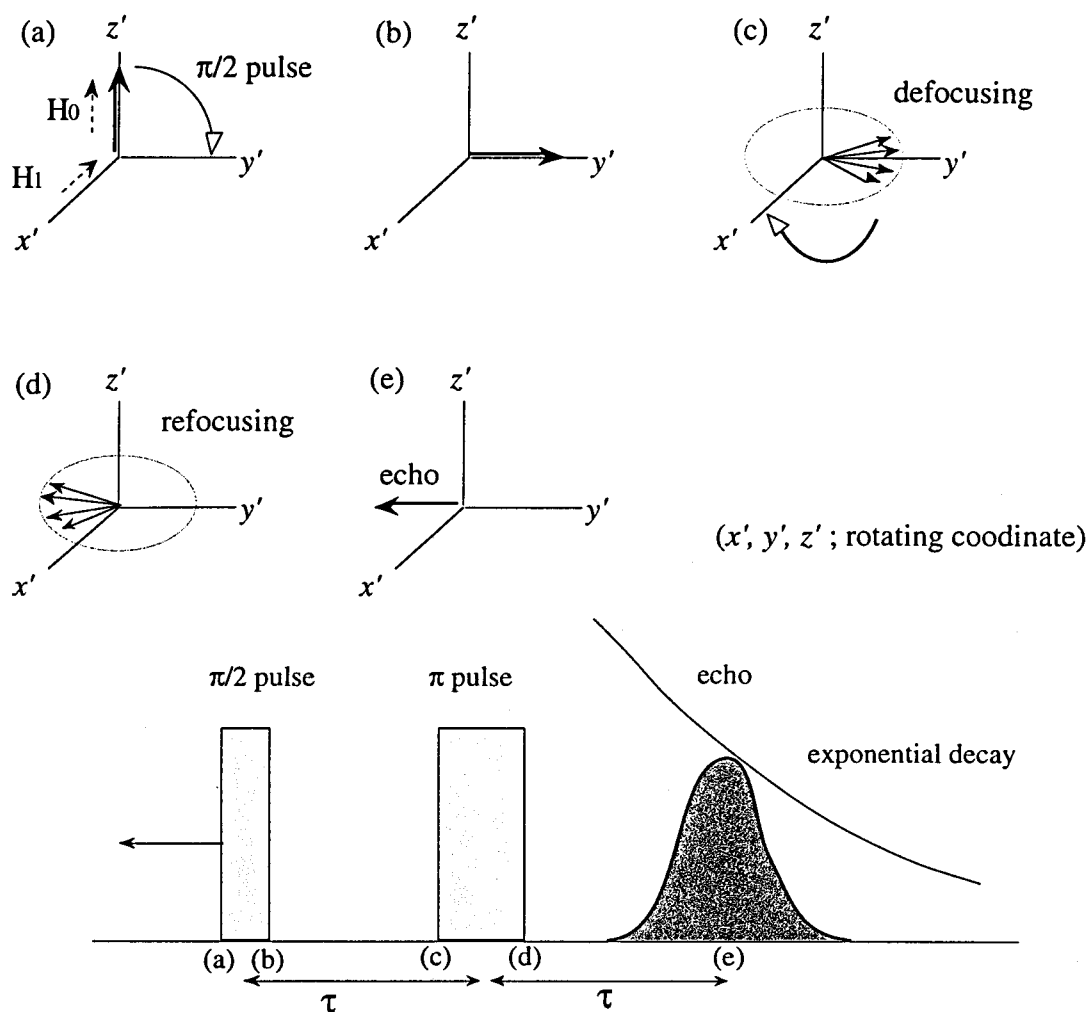 (a)
z'
π/2 pulse
H0
H1
y'
x'
(b)
z'
y'
x'
(c)
z'
defocusing
y'
x'
(d)
z'
refocusing
y'
x'
(e)
z'
echo
y'
x'
(x', y', z' ; rotating coodinate)
π/2 pulse
π pulse
echo
exponential decay
(a) (b) (c) (d) (e)
τ τ